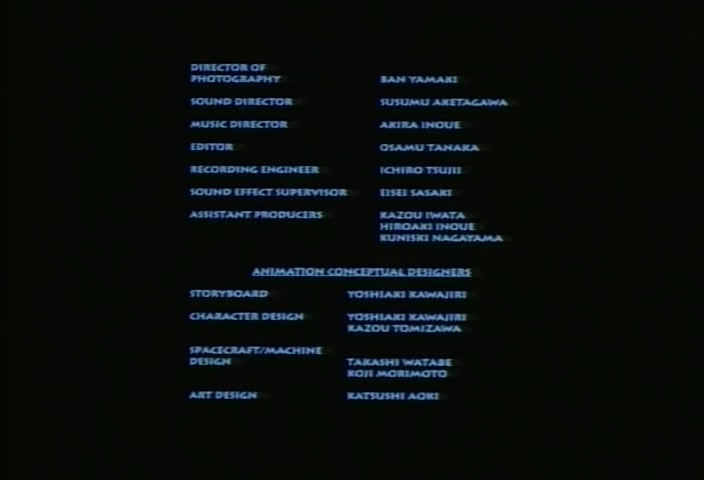 DIRECTOR OF
PHOTOGRAPHY BAN YAMAKI
SOUND DIRECTOR SUSUMU AKETAGAWA
MUSIC DIRECTOR AKIRA INOUE
EDITOR OSAMU TANAKA
RECORDING ENGINEER ICHIRO TSUJII
SOUND EFFECT SUPERVISOR EISEI SASAKI
ASSISTANT PRODUCERS KAZOU IWATA
HIROAKI INOUE
KUNISKI NAGAYAMA
ANIMATION CONCEPTUAL DESIGNERS
STORYBOARD YOSHIAKI KAWAJIRI
CHARACTER DESIGN YOSHIAKI KAWAJIRI
KAZOU TOMIZAWA
SPACECRAFT/MACHINE
DESIGN TAKASHI WATABE
KOJI MORIMOTO
ART DESIGN KATSUSHI AOKI